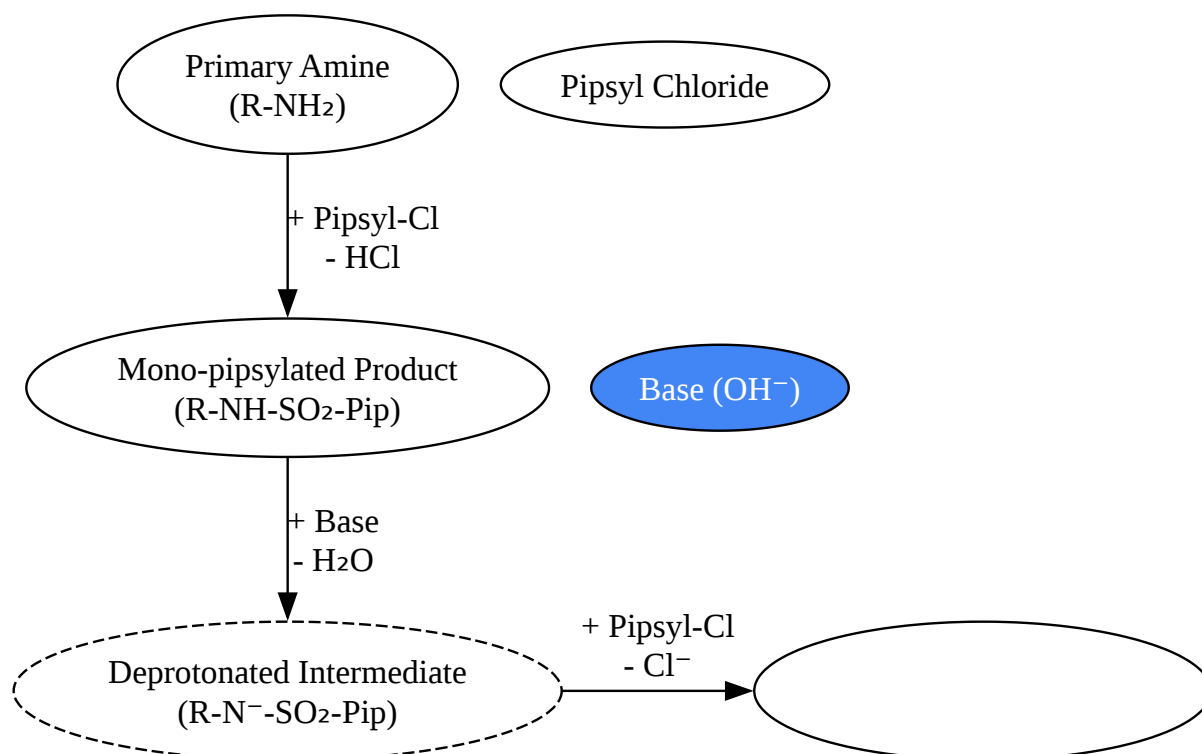 Primary Amine
(R-NH₂)
Pipsyl Chloride
+ Pipsyl-Cl
- HCl
Mono-pipsylated Product
(R-NH-SO₂-Pip)
Base (OH⁻)
+ Base
- H₂O
Deprotonated Intermediate
(R-N⁻-SO₂-Pip)
+ Pipsyl-Cl
- Cl⁻